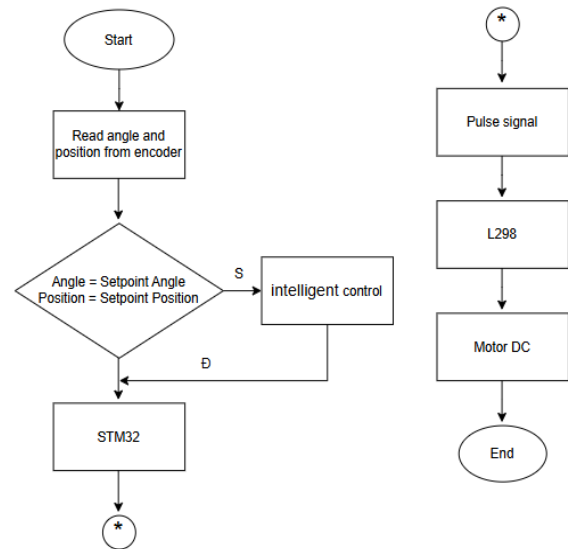 Start
Read angle and
position from encoder
Angle = Setpoint Angle
Position = Setpoint Position
S
intelligent control
Đ
STM32
*
*
Pulse signal
L298
Motor DC
End